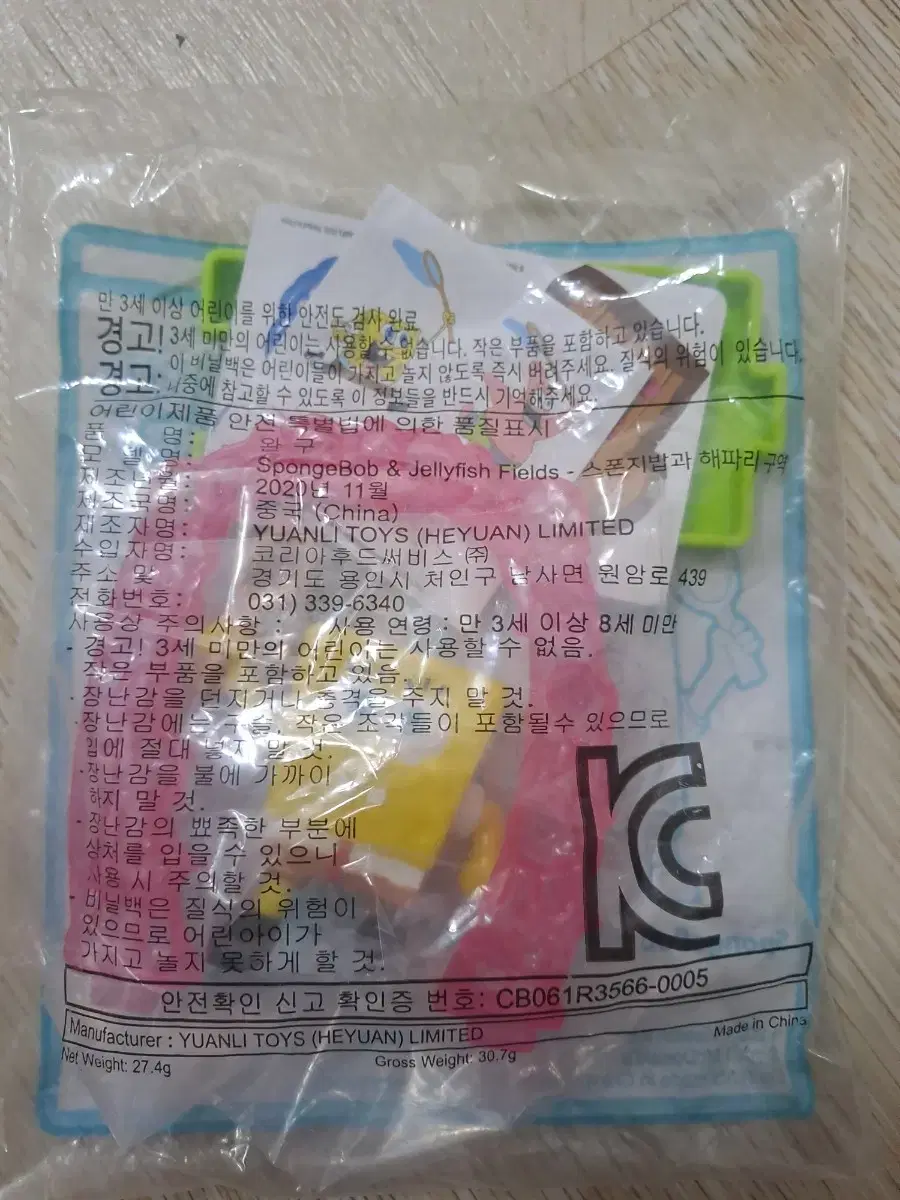 만 3세 이상 어린이를 위한 안전도 검사 완료
경고! 3세 미만의 어린이는 사용할 수 없습니다. 작은 부품을 포함하고 있습니다.
경고: 이 비닐백은 어린이들이 가지고 놀지 않도록 즉시 버려주세요. 질식의 위험이 있습니다.
나중에 참고할 수 있도록 이 정보들을 반드시 기억해주세요.
어린이제품 안전 특별법에 의한 품질표시
품 명: 완 구
모 델 명: SpongeBob & Jellyfish Fields - 스폰지밥과 해파리 구역
제조년월: 2020년 11월
제조국명: 중국 (China)
제조자명: YUANLI TOYS (HEYUAN) LIMITED
수입자명: 코리아후드써비스 ㈜
주소 및 경기도 용인시 처인구 남사면 원암로 439
전화번호: 031) 339-6340
사용상 주의사항 : 사용 연령 : 만 3세 이상 8세 미만
- 경고! 3세 미만의 어린이는 사용할 수 없음.
작은 부품을 포함하고 있음.
- 장난감을 던지거나 충격을 주지 말 것.
- 장난감에는 구슬, 작은 조각들이 포함될수 있으므로
입에 절대 넣지 말 것.
- 장난감을 불에 가까이
하지 말 것.
- 장난감의 뾰족한 부분에
상처를 입을 수 있으니
사용 시 주의할 것.
- 비닐백은 질식의 위험이
있으므로 어린아이가
가지고 놀지 못하게 할 것.
KC
안전확인 신고 확인증 번호: CB061R3566-0005
Manufacturer : YUANLI TOYS (HEYUAN) LIMITED
Made in China
Net Weight: 27.4g
Gross Weight: 30.7g